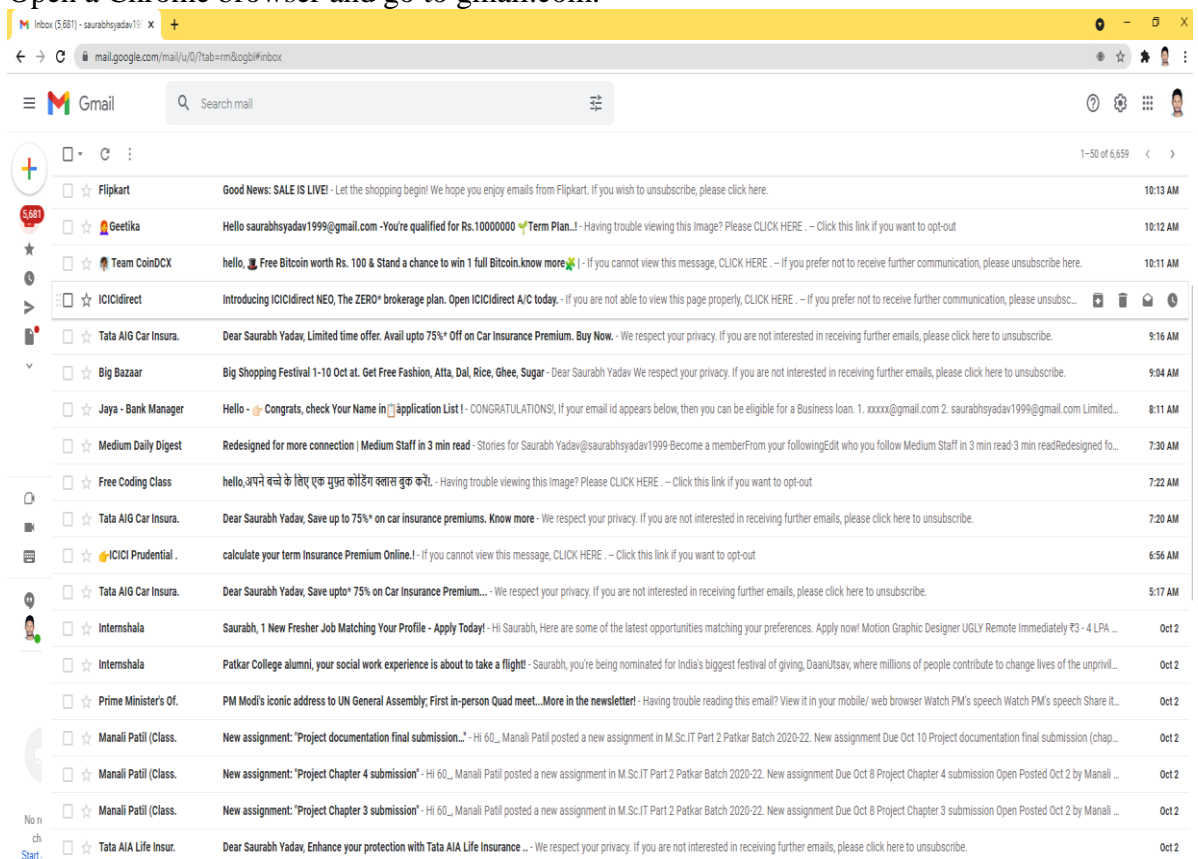 Open a Chrome browser and go to gmail.com.
Inbox (5,681) - saurabhsyadav19
mail.google.com/mail/u/0/?tab=rm&ogbl#inbox
Gmail Search mail
1–50 of 6,659
Flipkart Good News: SALE IS LIVE! - Let the shopping begin! We hope you enjoy emails from Flipkart. If you wish to unsubscribe, please click here. 10:13 AM
5,681
Geetika Hello saurabhsyadav1999@gmail.com -You're qualified for Rs.10000000 🌱Term Plan..! - Having trouble viewing this Image? Please CLICK HERE . – Click this link if you want to opt-out 10:12 AM
Team CoinDCX hello, 🎩 Free Bitcoin worth Rs. 100 & Stand a chance to win 1 full Bitcoin.know more🧩 | - If you cannot view this message, CLICK HERE . – If you prefer not to receive further communication, please unsubscribe here. 10:11 AM
ICICIdirect Introducing ICICIdirect NEO, The ZERO* brokerage plan. Open ICICIdirect A/C today. - If you are not able to view this page properly, CLICK HERE . – If you prefer not to receive further communication, please unsubsc...
Tata AIG Car Insura. Dear Saurabh Yadav, Limited time offer. Avail upto 75%* Off on Car Insurance Premium. Buy Now. - We respect your privacy. If you are not interested in receiving further emails, please click here to unsubscribe. 9:16 AM
Big Bazaar Big Shopping Festival 1-10 Oct at. Get Free Fashion, Atta, Dal, Rice, Ghee, Sugar - Dear Saurabh Yadav We respect your privacy. If you are not interested in receiving further emails, please click here to unsubscribe. 9:04 AM
Jaya - Bank Manager Hello - 👉🏻 Congrats, check Your Name in📋àpplication List ! - CONGRATULATIONS!, If your email id appears below, then you can be eligible for a Business loan. 1. xxxxx@gmail.com 2. saurabhsyadav1999@gmail.com Limited... 8:11 AM
Medium Daily Digest Redesigned for more connection | Medium Staff in 3 min read - Stories for Saurabh Yadav@saurabhsyadav1999·Become a memberFrom your followingEdit who you follow Medium Staff in 3 min read·3 min readRedesigned fo... 7:30 AM
Free Coding Class hello,अपने बच्चे के लिए एक मुफ़्त कोडिंग क्लास बुक करें!. - Having trouble viewing this Image? Please CLICK HERE . – Click this link if you want to opt-out 7:22 AM
Tata AIG Car Insura. Dear Saurabh Yadav, Save up to 75%* on car insurance premiums. Know more - We respect your privacy. If you are not interested in receiving further emails, please click here to unsubscribe. 7:20 AM
👉ICICI Prudential . calculate your term Insurance Premium Online.! - If you cannot view this message, CLICK HERE . – Click this link if you want to opt-out 6:56 AM
Tata AIG Car Insura. Dear Saurabh Yadav, Save upto* 75% on Car Insurance Premium... - We respect your privacy. If you are not interested in receiving further emails, please click here to unsubscribe. 5:17 AM
Internshala Saurabh, 1 New Fresher Job Matching Your Profile - Apply Today! - Hi Saurabh, Here are some of the latest opportunities matching your preferences. Apply now! Motion Graphic Designer UGLY Remote Immediately ₹3 - 4 LPA ... Oct 2
Internshala Patkar College alumni, your social work experience is about to take a flight! - Saurabh, you're being nominated for India's biggest festival of giving, DaanUtsav, where millions of people contribute to change lives of the unprivil... Oct 2
Prime Minister's Of. PM Modi's iconic address to UN General Assembly; First in-person Quad meet...More in the newsletter! - Having trouble reading this email? View it in your mobile/ web browser Watch PM's speech Watch PM's speech Share it... Oct 2
Manali Patil (Class. New assignment: "Project documentation final submission..." - Hi 60_, Manali Patil posted a new assignment in M.Sc.IT Part 2 Patkar Batch 2020-22. New assignment Due Oct 10 Project documentation final submission (chap... Oct 2
Manali Patil (Class. New assignment: "Project Chapter 4 submission" - Hi 60_, Manali Patil posted a new assignment in M.Sc.IT Part 2 Patkar Batch 2020-22. New assignment Due Oct 8 Project Chapter 4 submission Open Posted Oct 2 by Manali ... Oct 2
Manali Patil (Class. New assignment: "Project Chapter 3 submission" - Hi 60_, Manali Patil posted a new assignment in M.Sc.IT Part 2 Patkar Batch 2020-22. New assignment Due Oct 8 Project Chapter 3 submission Open Posted Oct 2 by Manali ... Oct 2
No re
ch
Start
Tata AIA Life Insur. Dear Saurabh Yadav, Enhance your protection with Tata AIA Life Insurance .. - We respect your privacy. If you are not interested in receiving further emails, please click here to unsubscribe. Oct 2